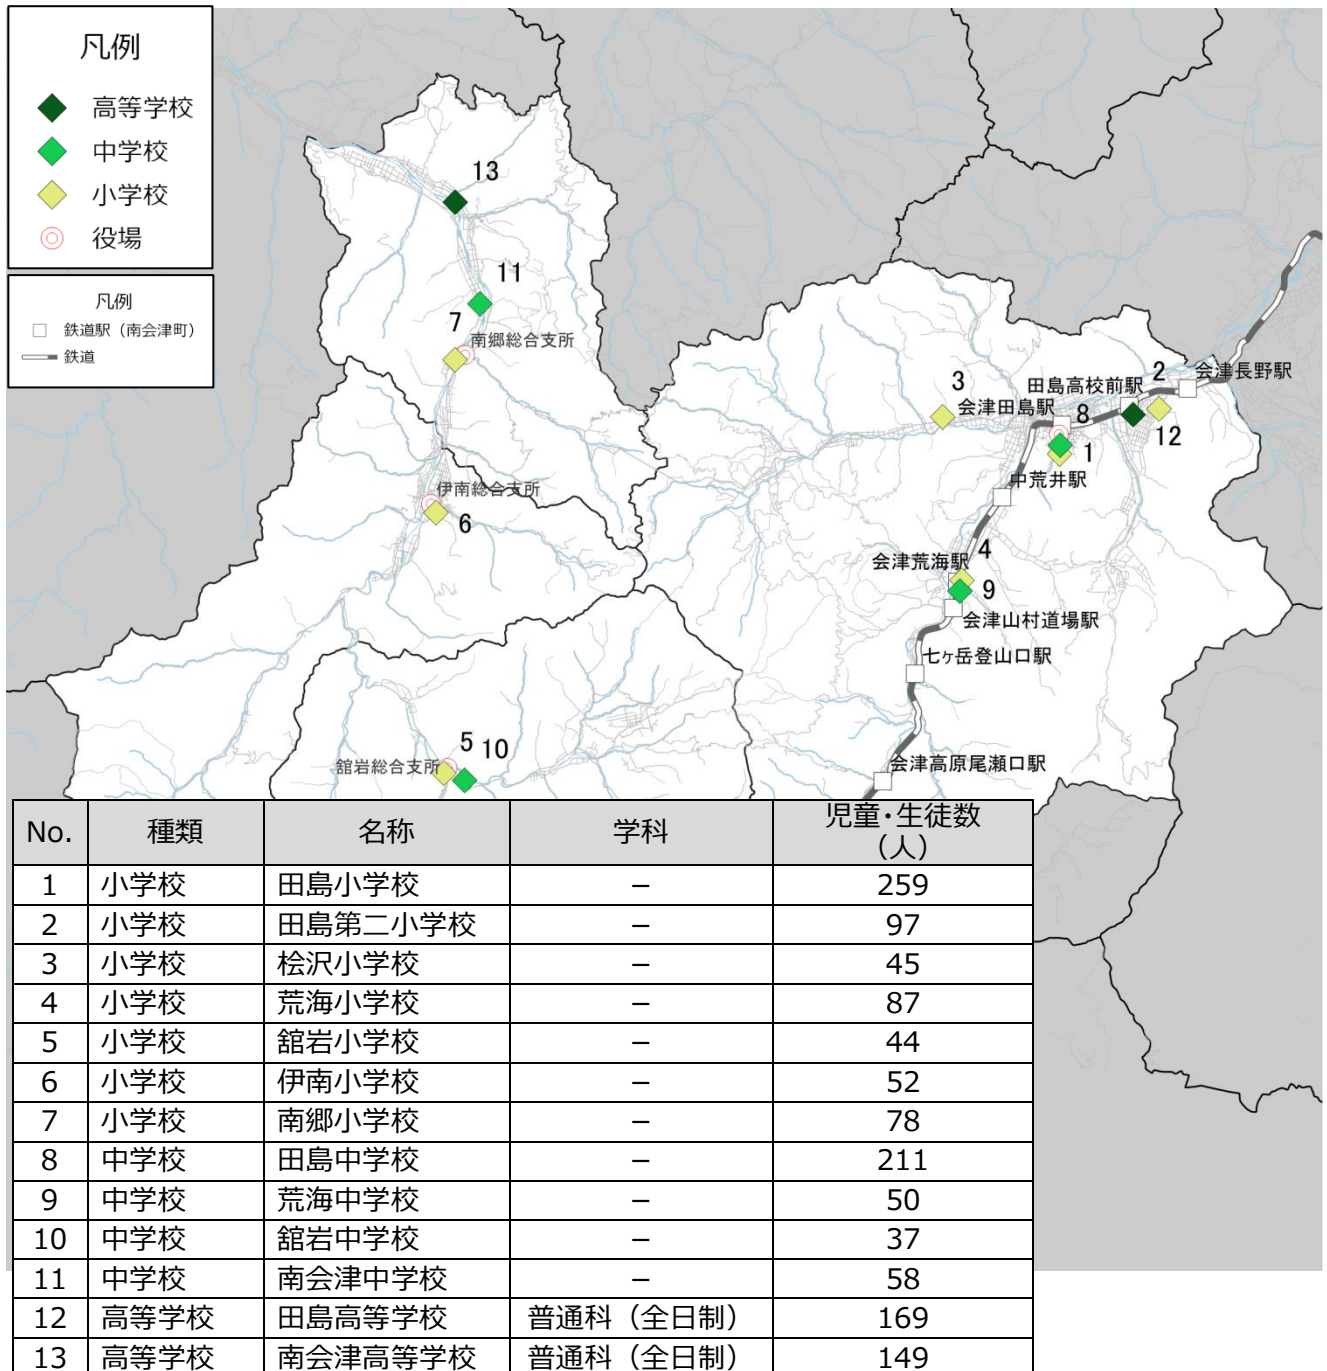 凡例
高等学校
中学校
小学校
役場
凡例
鉄道駅（南会津町）
鉄道
13
11
7
南郷総合支所
3
会津田島駅
田島高校前駅
2
会津長野駅
8
12
1
中荒井駅
伊南総合支所
6
4
会津荒海駅
9
会津山村道場駅
七ヶ岳登山口駅
5
10
舘岩総合支所
会津高原尾瀬口駅
No. 種類 名称 学科 児童・生徒数（人）
1 小学校 田島小学校 － 259
2 小学校 田島第二小学校 － 97
3 小学校 桧沢小学校 － 45
4 小学校 荒海小学校 － 87
5 小学校 舘岩小学校 － 44
6 小学校 伊南小学校 － 52
7 小学校 南郷小学校 － 78
8 中学校 田島中学校 － 211
9 中学校 荒海中学校 － 50
10 中学校 舘岩中学校 － 37
11 中学校 南会津中学校 － 58
12 高等学校 田島高等学校 普通科（全日制） 169
13 高等学校 南会津高等学校 普通科（全日制） 149